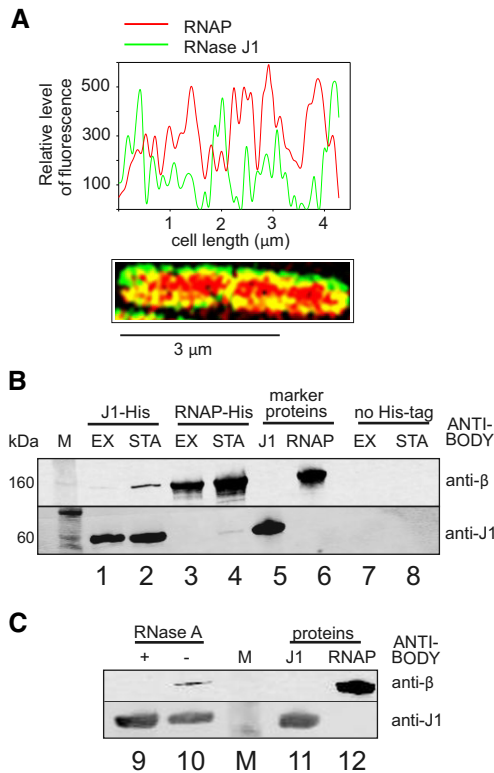 A
RNAP
RNase J1
Relative level
of fluorescence
500
300
100
1 2 3 4
cell length (μm)
3 μm
B
J1-His RNAP-His marker proteins no His-tag ANTI-
kDa M EX STA EX STA J1 RNAP EX STA BODY
160 anti-β
60 anti-J1
1 2 3 4 5 6 7 8
C
RNase A proteins ANTI-
+ - M J1 RNAP BODY
anti-β
anti-J1
9 10 M 11 12